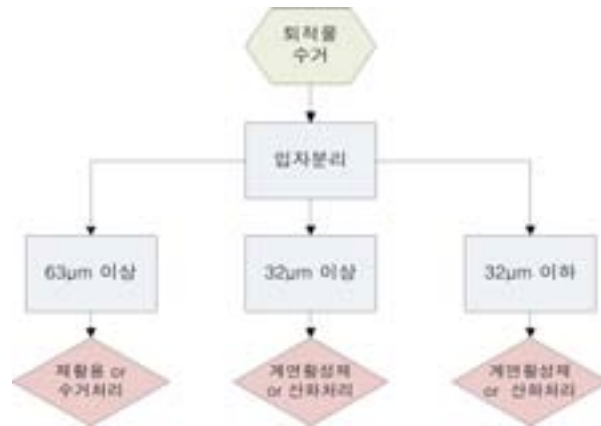 퇴적물
수거
입자분리
63µm 이상
32µm 이상
32µm 이하
재활용 or
수거처리
계면활성제
or 산화처리
계면활성제
or 산화처리